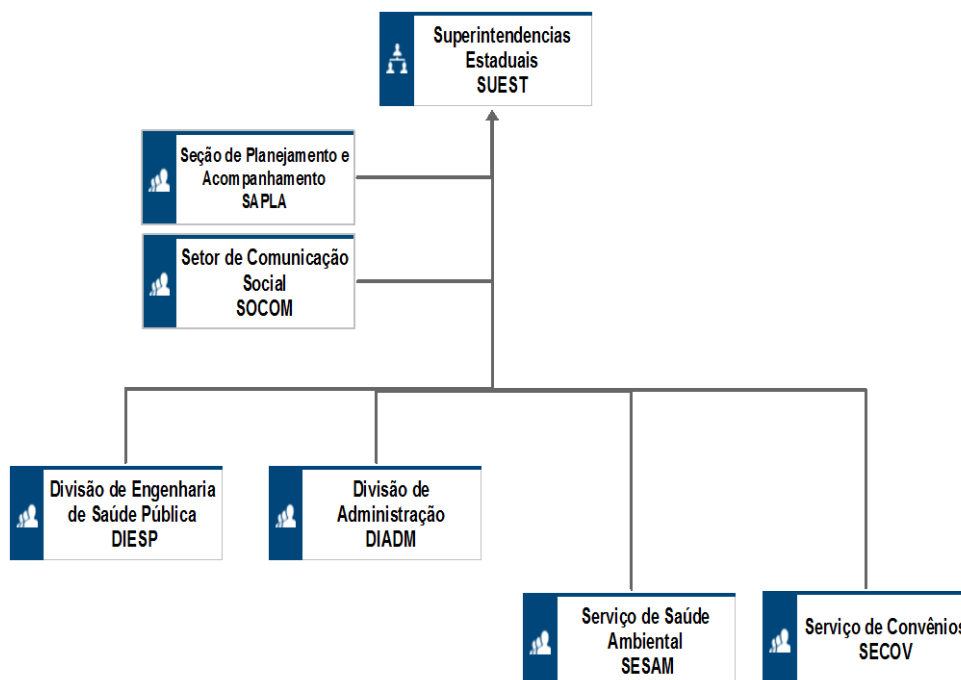 Superintendencias
Estaduais
SUEST
Seção de Planejamento e
Acompanhamento
SAPLA
Setor de Comunicação
Social
SOCOM
Divisão de Engenharia
de Saúde Pública
DIESP
Divisão de
Administração
DIADM
Serviço de Saúde
Ambiental
SESAM
Serviço de Convênios
SECOV